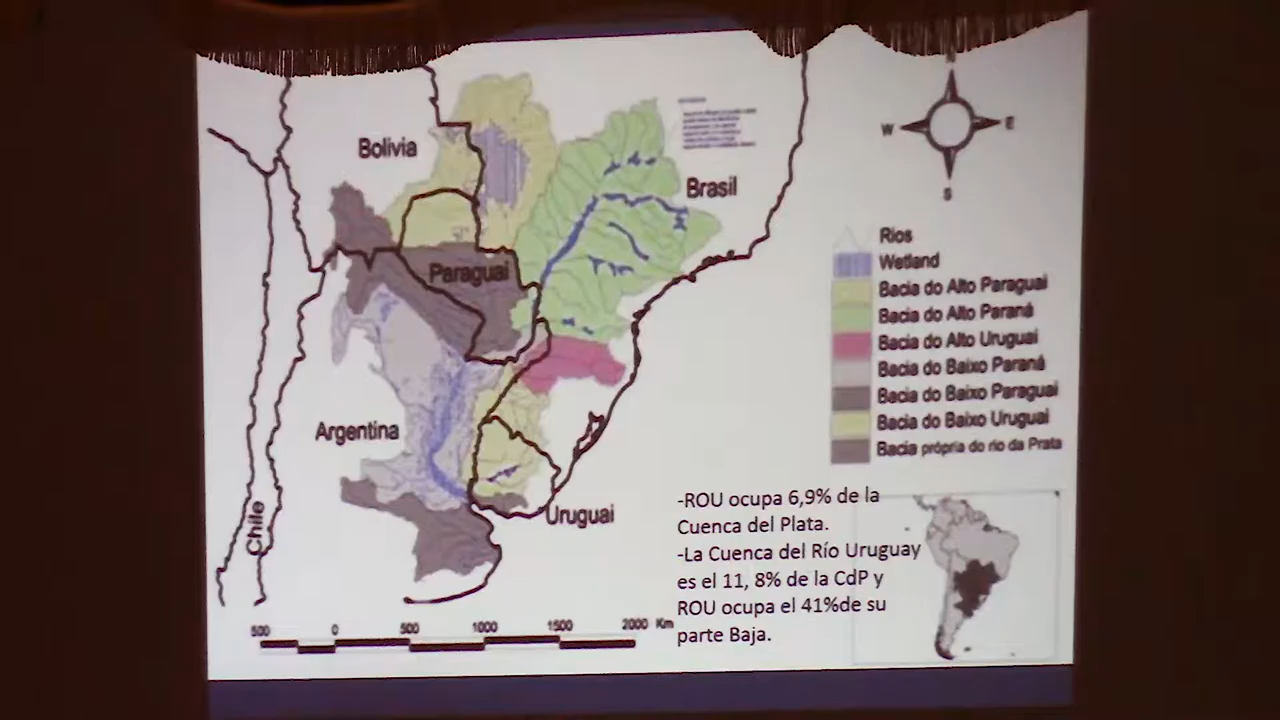 N
W
E
S
Bolivia
Brasil
Paraguai
Argentina
Chile
Uruguai
Rios
Wetland
Bacia do Alto Paraguai
Bacia do Alto Paraná
Bacia do Alto Uruguai
Bacia do Baixo Paraná
Bacia do Baixo Paraguai
Bacia do Baixo Uruguai
Bacia própria do rio da Prata
-ROU ocupa 6,9% de la
Cuenca del Plata.
-La Cuenca del Río Uruguay
es el 11, 8% de la CdP y
ROU ocupa el 41%de su
parte Baja.
500 0 500 1000 1500 2000 Km